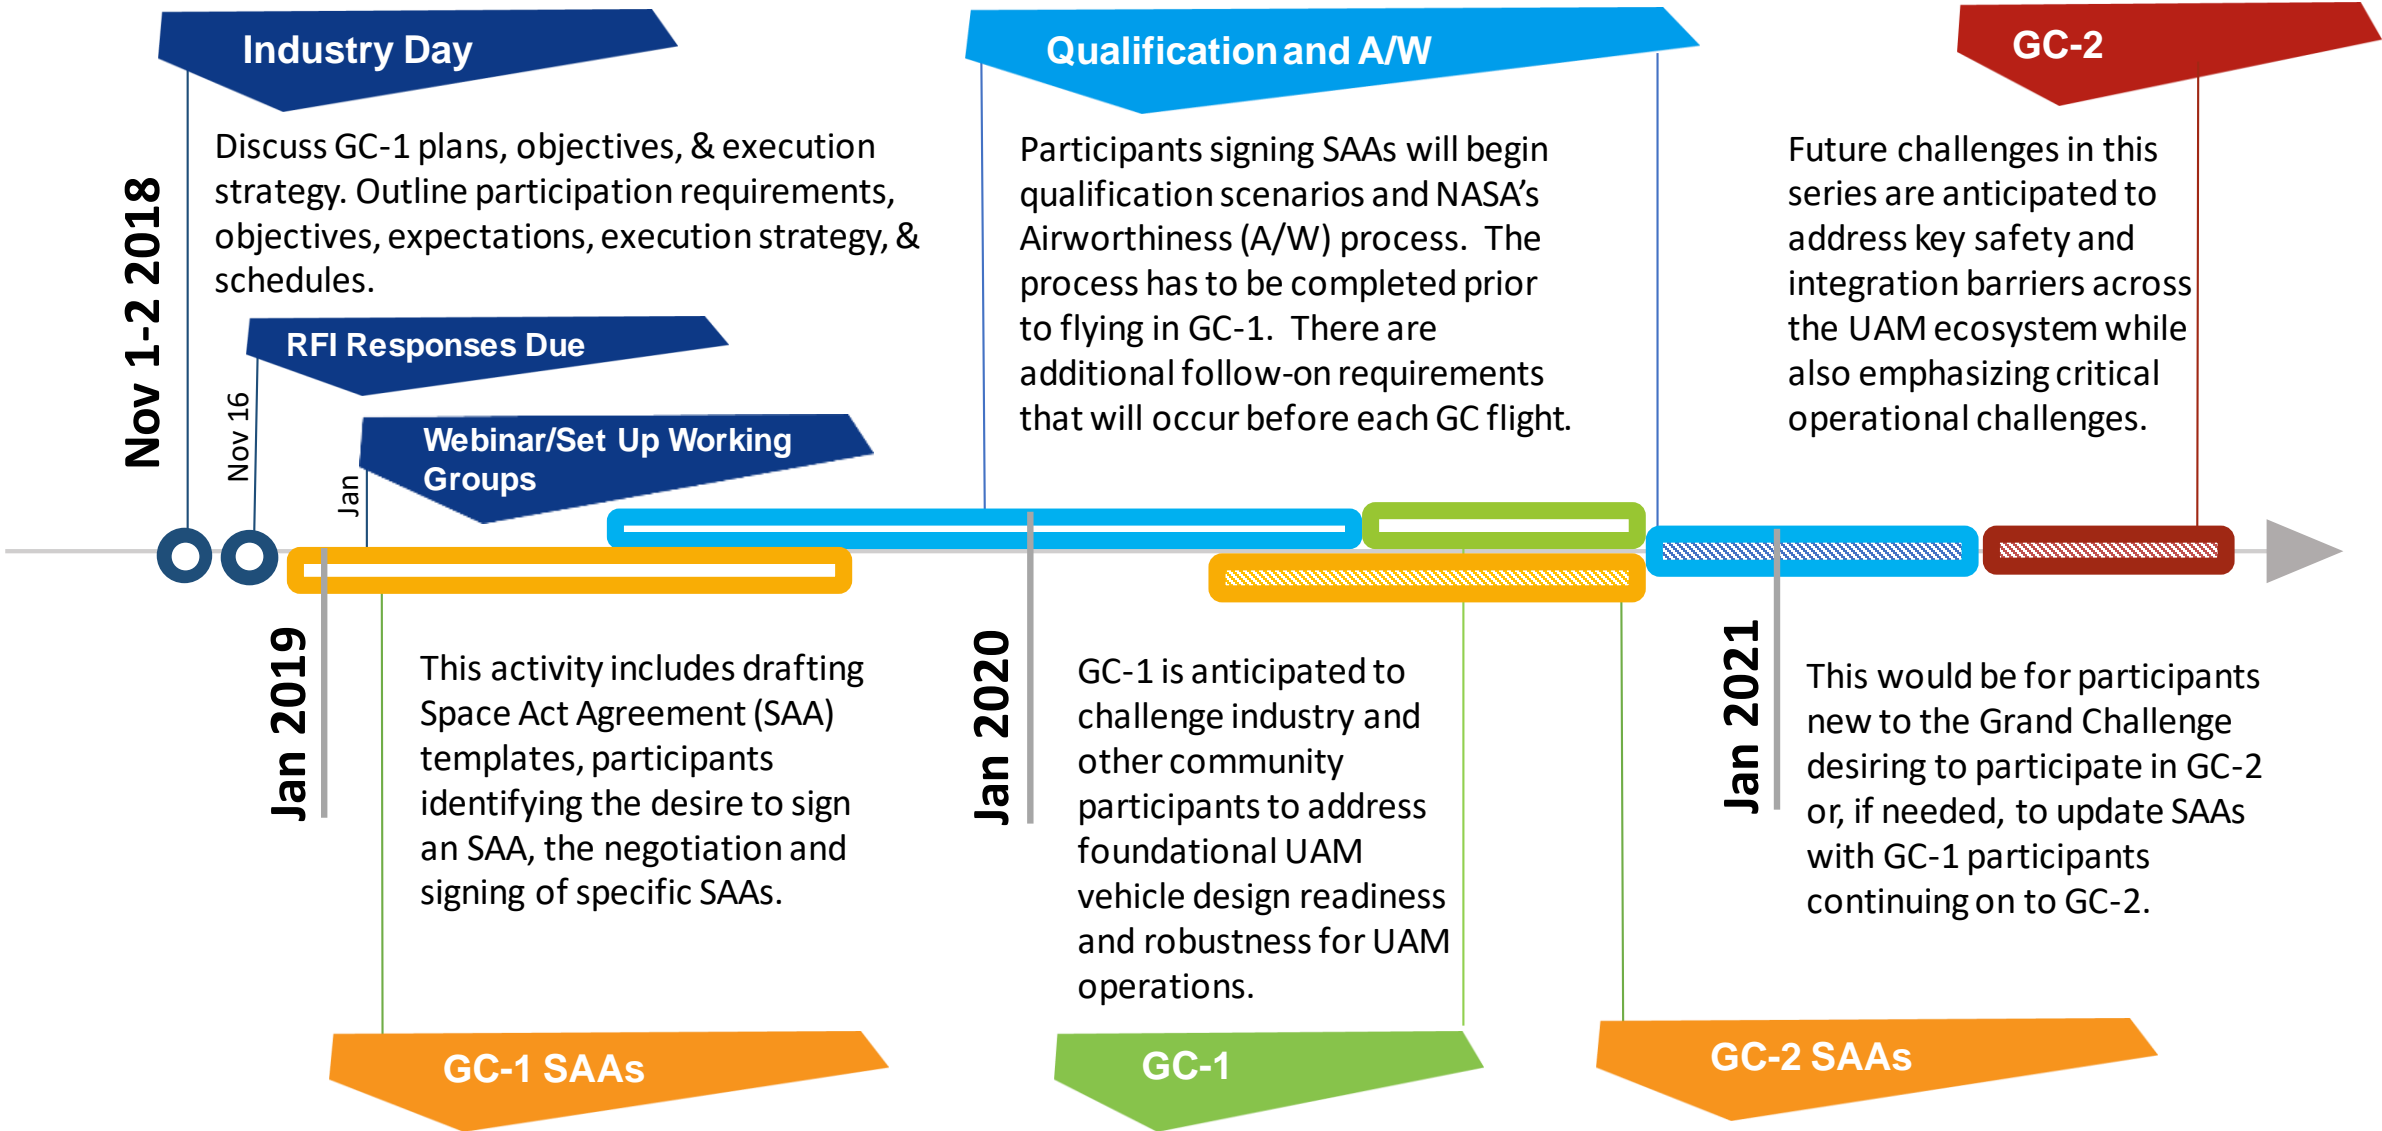 Industry Day
Discuss GC-1 plans, objectives, & execution
strategy. Outline participation requirements,
objectives, expectations, execution strategy, &
schedules.
Nov 1-2 2018
RFI Responses Due
Nov 16
Webinar/Set Up Working
Groups
Jan
Qualification and A/W
Participants signing SAAs will begin
qualification scenarios and NASA’s
Airworthiness (A/W) process. The
process has to be completed prior
to flying in GC-1. There are
additional follow-on requirements
that will occur before each GC flight.
GC-2
Future challenges in this
series are anticipated to
address key safety and
integration barriers across
the UAM ecosystem while
also emphasizing critical
operational challenges.
Jan 2019
This activity includes drafting
Space Act Agreement (SAA)
templates, participants
identifying the desire to sign
an SAA, the negotiation and
signing of specific SAAs.
GC-1 SAAs
Jan 2020
GC-1 is anticipated to
challenge industry and
other community
participants to address
foundational UAM
vehicle design readiness
and robustness for UAM
operations.
GC-1
Jan 2021
This would be for participants
new to the Grand Challenge
desiring to participate in GC-2
or, if needed, to update SAAs
with GC-1 participants
continuing on to GC-2.
GC-2 SAAs